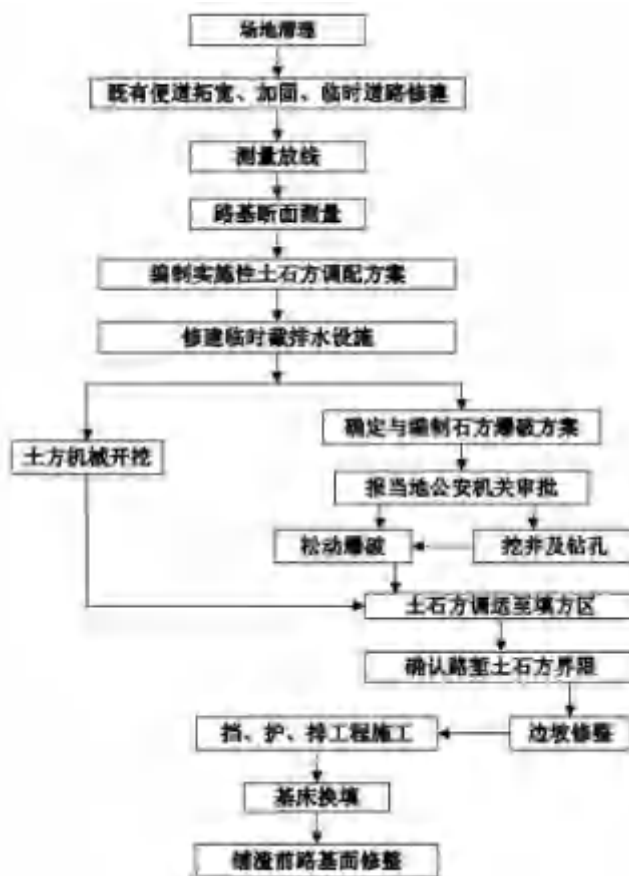 场地清理
既有便道拓宽、加固、临时道路修建
测量放线
路基断面测量
编制实施性土石方调配方案
修建临时截排水设施
确定与编制石方爆破方案
土方机械开挖
报当地公安机关审批
松动爆破
挖井及钻孔
土石方调运至填方区
确认路堑土石方界限
挡、护、排工程施工
边坡修整
基床换填
铺渣前路基面修整